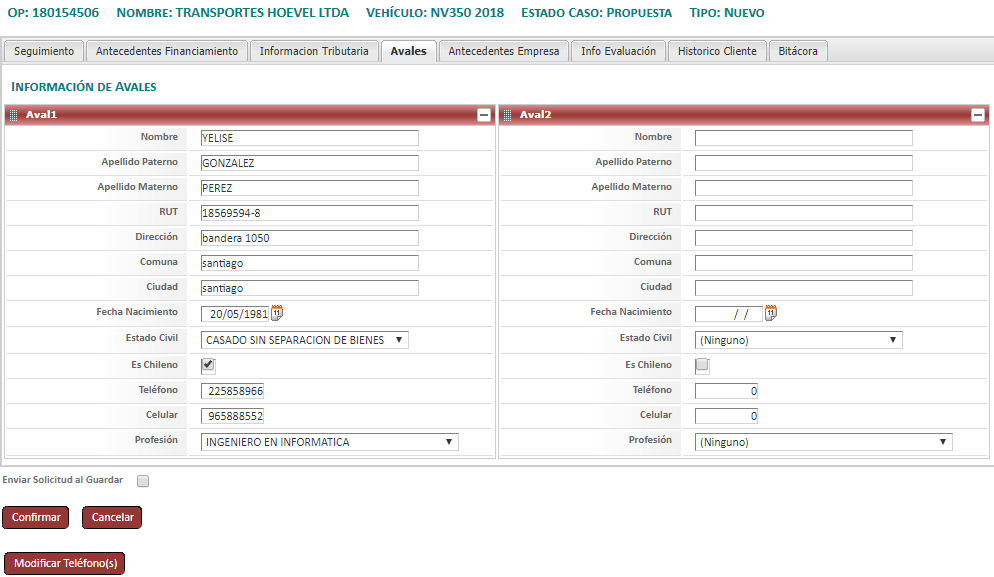 OP: 180154506 NOMBRE: TRANSPORTES HOEVEL LTDA VEHÍCULO: NV350 2018 ESTADO CASO: PROPUESTA TIPO: NUEVO
Seguimiento Antecedentes Financiamiento Informacion Tributaria Avales Antecedentes Empresa Info Evaluación Historico Cliente Bitácora
INFORMACIÓN DE AVALES
Aval1
Nombre YELISE
Apellido Paterno GONZALEZ
Apellido Materno PEREZ
RUT 18569594-8
Dirección bandera 1050
Comuna santiago
Ciudad santiago
Fecha Nacimiento 20/05/1981 11
Estado Civil CASADO SIN SEPARACION DE BIENES
Es Chileno
Teléfono 225858966
Celular 965888552
Profesión INGENIERO EN INFORMATICA
Aval2
Nombre
Apellido Paterno
Apellido Materno
RUT
Dirección
Comuna
Ciudad
Fecha Nacimiento / / 11
Estado Civil (Ninguno)
Es Chileno
Teléfono 0
Celular 0
Profesión (Ninguno)
Enviar Solicitud al Guardar
Confirmar Cancelar
Modificar Teléfono(s)